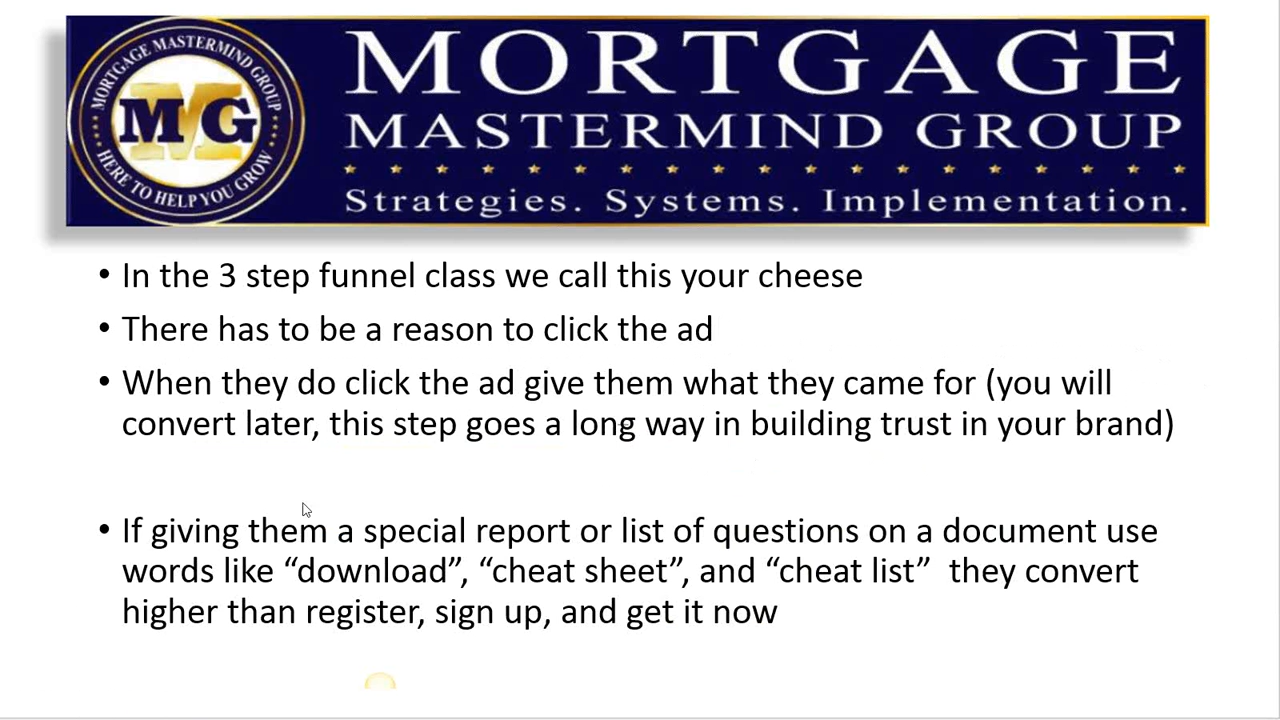 MORTGAGE MASTERMIND GROUP
MG
HERE TO HELP YOU GROW
MORTGAGE
MASTERMIND GROUP
Strategies. Systems. Implementation.
• In the 3 step funnel class we call this your cheese
• There has to be a reason to click the ad
• When they do click the ad give them what they came for (you will
convert later, this step goes a long way in building trust in your brand)
• If giving them a special report or list of questions on a document use
words like “download”, “cheat sheet”, and “cheat list”  they convert
higher than register, sign up, and get it now